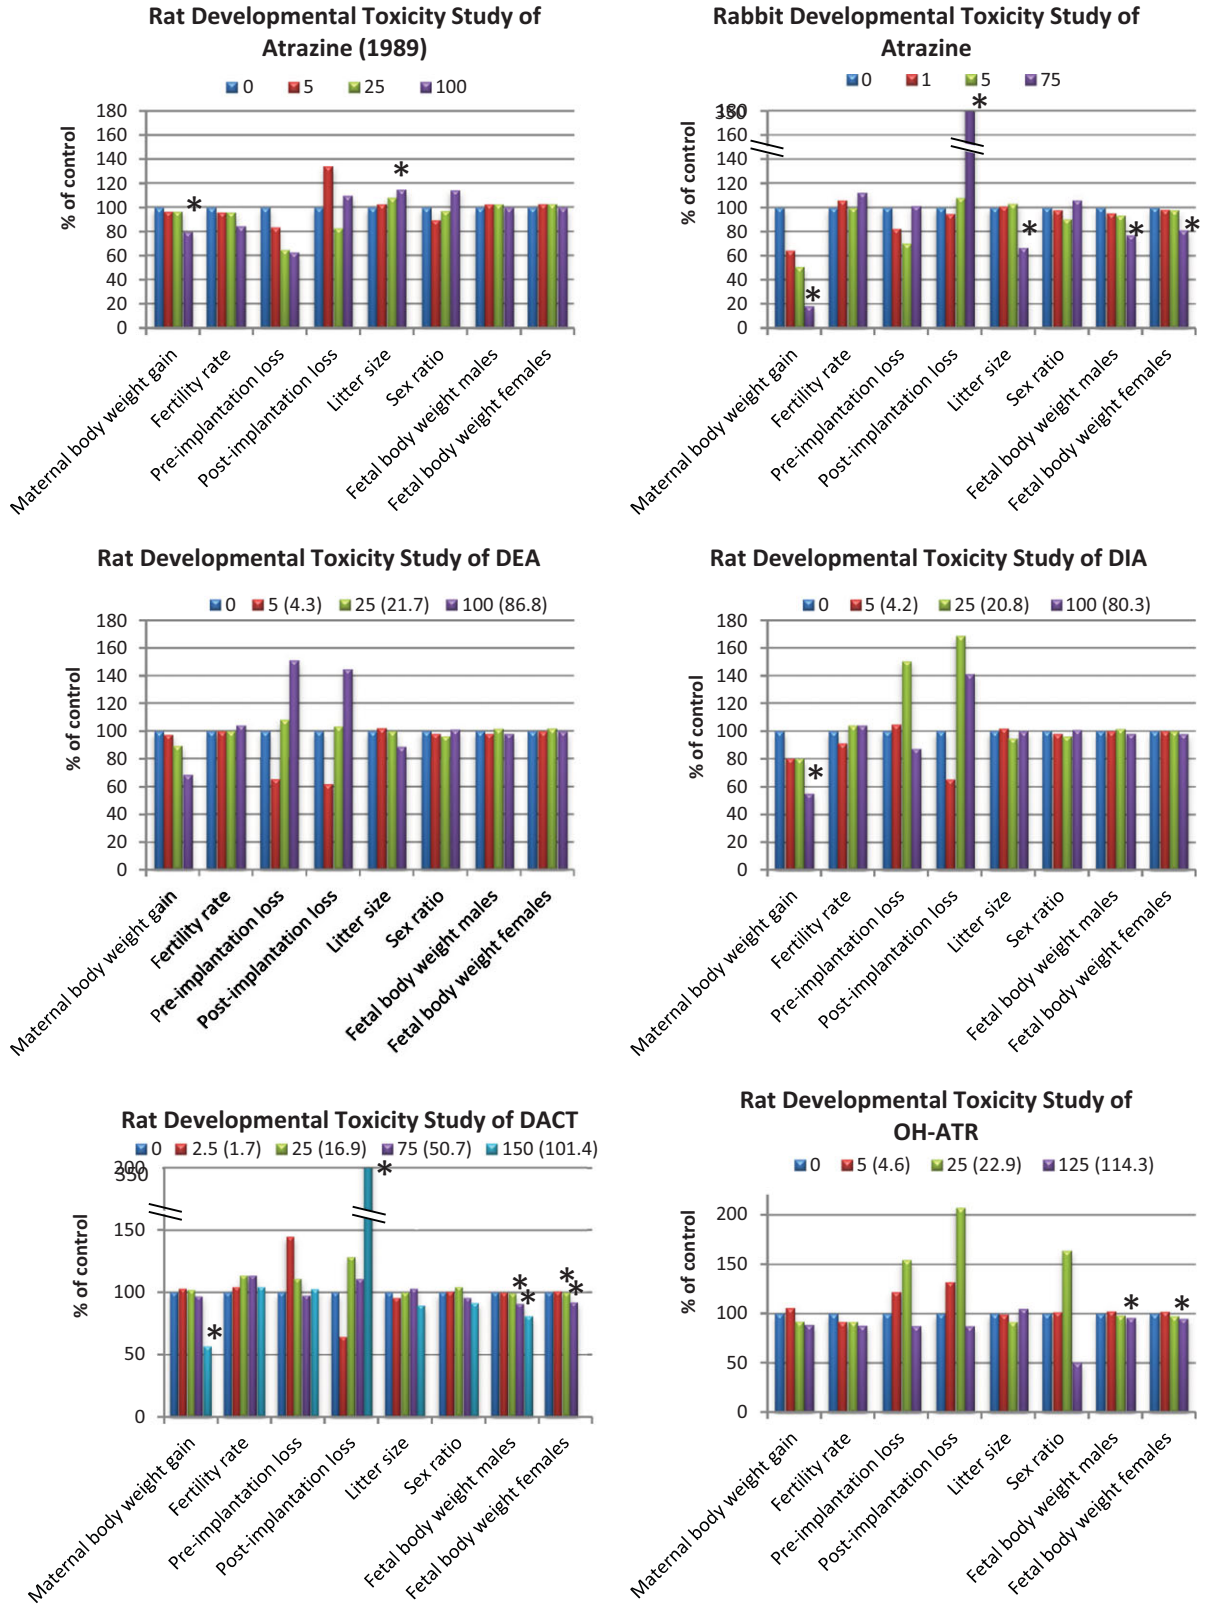 Rat Developmental Toxicity Study of
Atrazine (1989)
0 5 25 100
% of control
180
160
140
120
100
80
60
40
20
0
*
*
Maternal body weight gain
Fertility rate
Pre-implantation loss
Post-implantation loss
Litter size
Sex ratio
Fetal body weight males
Fetal body weight females
Rabbit Developmental Toxicity Study of
Atrazine
0 1 5 75
% of control
180
350
160
140
120
100
80
60
40
20
0
*
*
*
*
*
Maternal body weight gain
Fertility rate
Pre-implantation loss
Post-implantation loss
Litter size
Sex ratio
Fetal body weight males
Fetal body weight females
Rat Developmental Toxicity Study of DEA
0 5 (4.3) 25 (21.7) 100 (86.8)
% of control
180
160
140
120
100
80
60
40
20
0
Maternal body weight gain
Fertility rate
Pre-implantation loss
Post-implantation loss
Litter size
Sex ratio
Fetal body weight males
Fetal body weight females
Rat Developmental Toxicity Study of DIA
0 5 (4.2) 25 (20.8) 100 (80.3)
% of control
180
160
140
120
100
80
60
40
20
0
*
Maternal body weight gain
Fertility rate
Pre-implantation loss
Post-implantation loss
Litter size
Sex ratio
Fetal body weight males
Fetal body weight females
Rat Developmental Toxicity Study of DACT
0 2.5 (1.7) 25 (16.9) 75 (50.7) 150 (101.4)
% of control
200
350
150
100
50
0
*
*
*
*
*
*
Maternal body weight gain
Fertility rate
Pre-implantation loss
Post-implantation loss
Litter size
Sex ratio
Fetal body weight males
Fetal body weight females
Rat Developmental Toxicity Study of
OH-ATR
0 5 (4.6) 25 (22.9) 125 (114.3)
% of control
200
150
100
50
0
*
*
Maternal body weight gain
Fertility rate
Pre-implantation loss
Post-implantation loss
Litter size
Sex ratio
Fetal body weight males
Fetal body weight females